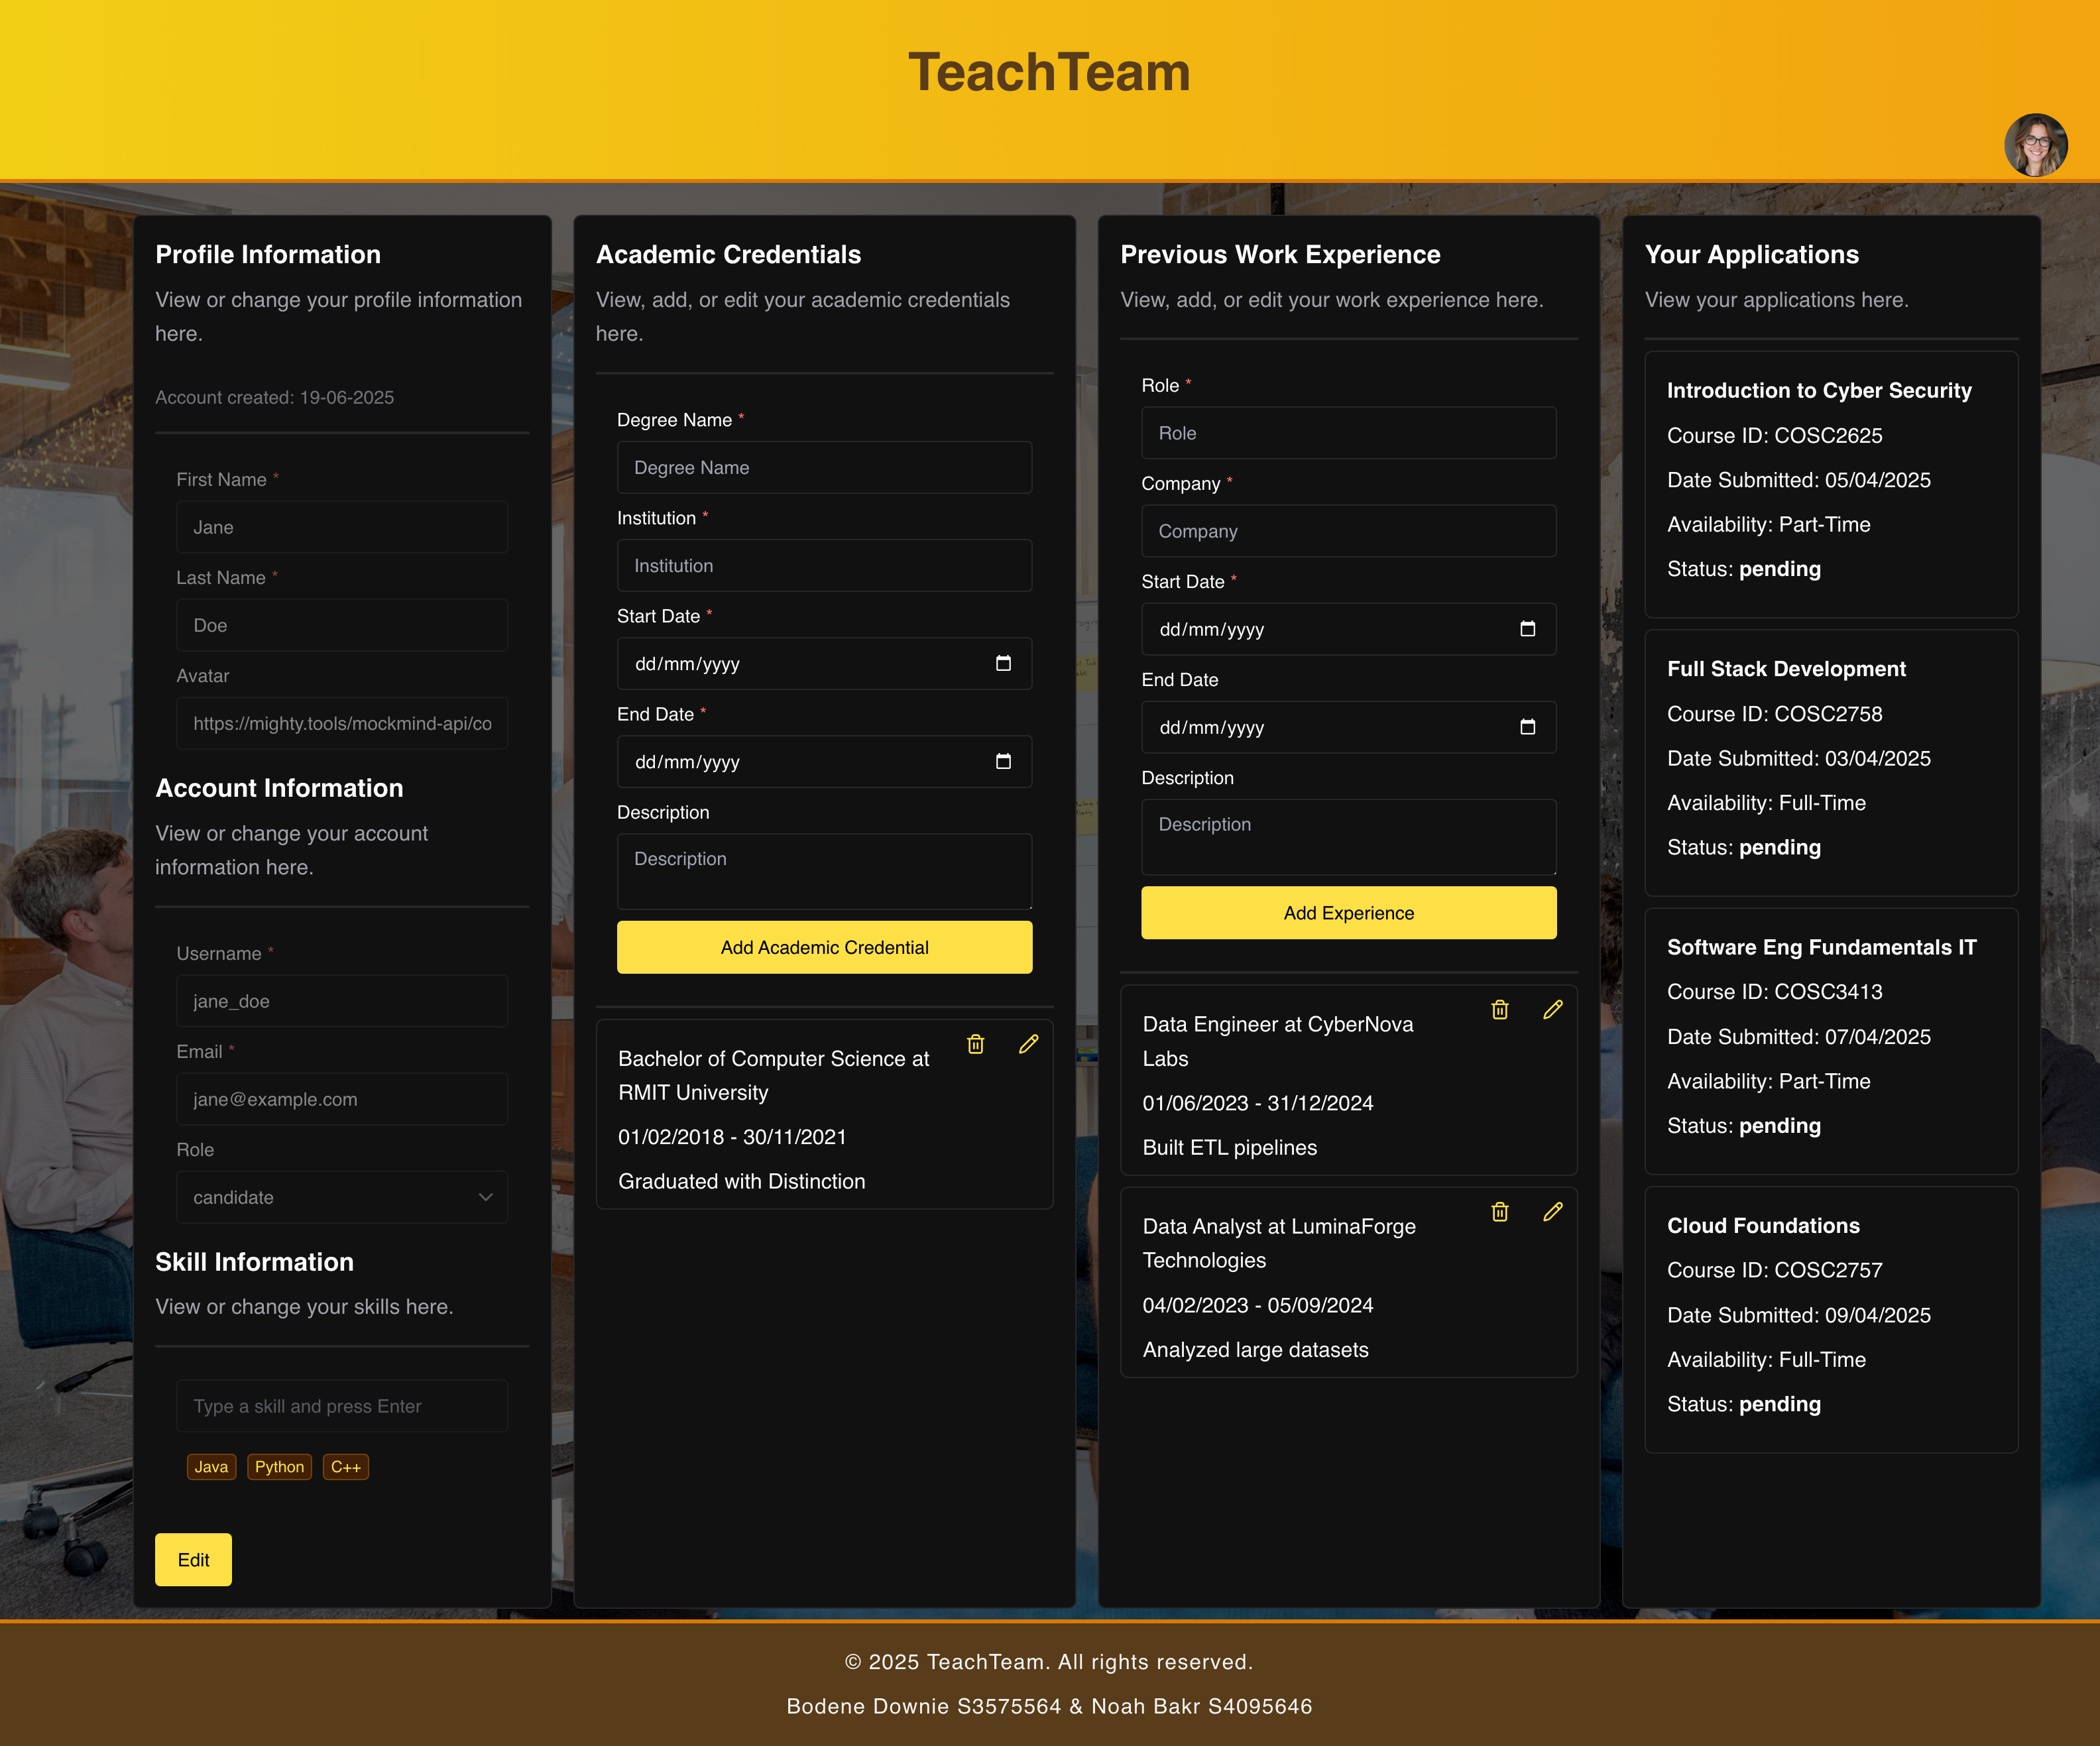 TeachTeam
Profile Information
View or change your profile information
here.
Account created: 19-06-2025
First Name *
Jane
Last Name *
Doe
Avatar
https://mighty.tools/mockmind-api/co
Account Information
View or change your account
information here.
Username *
jane_doe
Email *
jane@example.com
Role
candidate
Skill Information
View or change your skills here.
Type a skill and press Enter
Java Python C++
Edit
Academic Credentials
View, add, or edit your academic credentials
here.
Degree Name *
Degree Name
Institution *
Institution
Start Date *
dd/mm/yyyy
End Date *
dd/mm/yyyy
Description
Description
Add Academic Credential
Bachelor of Computer Science at
RMIT University
01/02/2018 - 30/11/2021
Graduated with Distinction
Previous Work Experience
View, add, or edit your work experience here.
Role *
Role
Company *
Company
Start Date *
dd/mm/yyyy
End Date
dd/mm/yyyy
Description
Description
Add Experience
Data Engineer at CyberNova
Labs
01/06/2023 - 31/12/2024
Built ETL pipelines
Data Analyst at LuminaForge
Technologies
04/02/2023 - 05/09/2024
Analyzed large datasets
Your Applications
View your applications here.
Introduction to Cyber Security
Course ID: COSC2625
Date Submitted: 05/04/2025
Availability: Part-Time
Status: pending
Full Stack Development
Course ID: COSC2758
Date Submitted: 03/04/2025
Availability: Full-Time
Status: pending
Software Eng Fundamentals IT
Course ID: COSC3413
Date Submitted: 07/04/2025
Availability: Part-Time
Status: pending
Cloud Foundations
Course ID: COSC2757
Date Submitted: 09/04/2025
Availability: Full-Time
Status: pending
© 2025 TeachTeam. All rights reserved.
Bodene Downie S3575564 & Noah Bakr S4095646